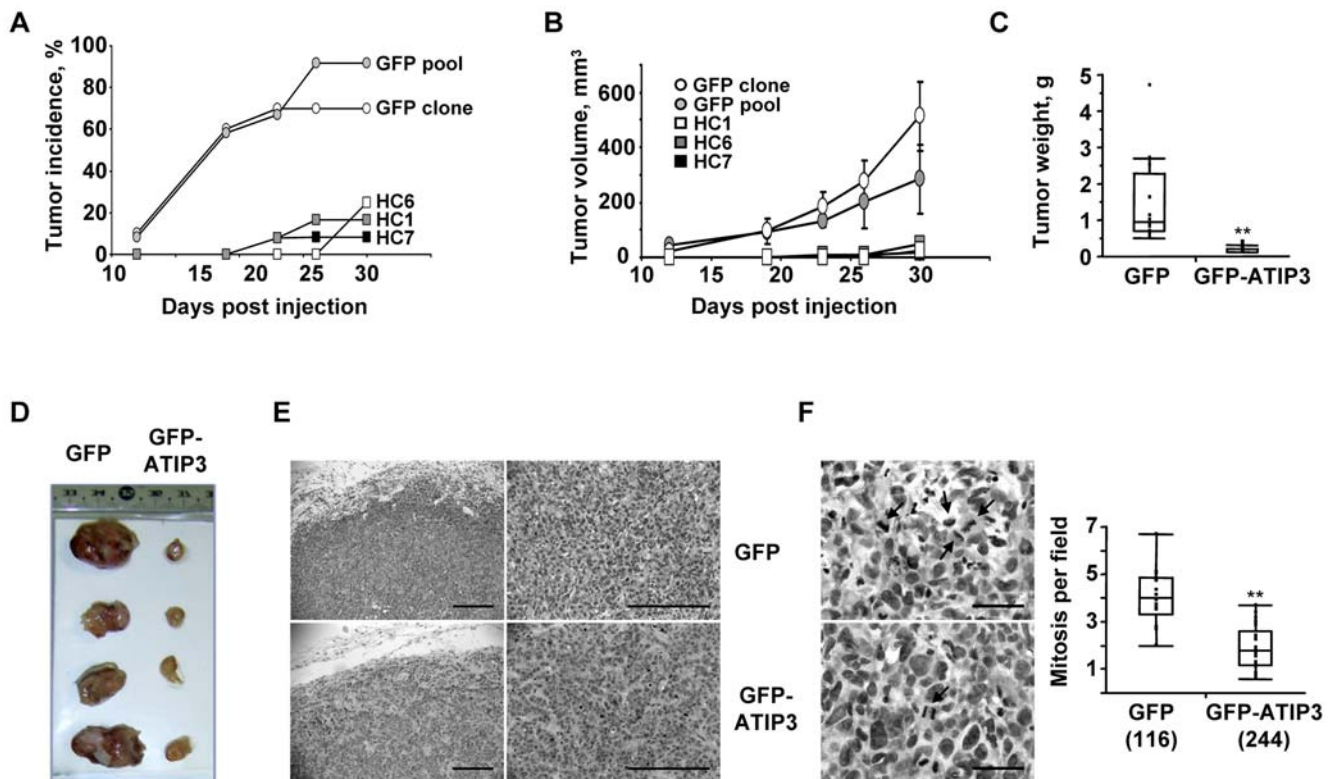 A
Tumor incidence, %
100
80
60
40
20
0
10
15
20
25
30
Days post injection
GFP pool
GFP clone
HC6
HC1
HC7
B
Tumor volume, mm³
600
400
200
0
10
15
20
25
30
Days post injection
GFP clone
GFP pool
HC1
HC6
HC7
C
Tumor weight, g
5
4
3
2
1
0
**
GFP
GFP-ATIP3
D
GFP
GFP-
ATIP3
33
E
F
GFP
GFP-
ATIP3
Mitosis per field
7
5
3
1
**
GFP
(116)
GFP-ATIP3
(244)